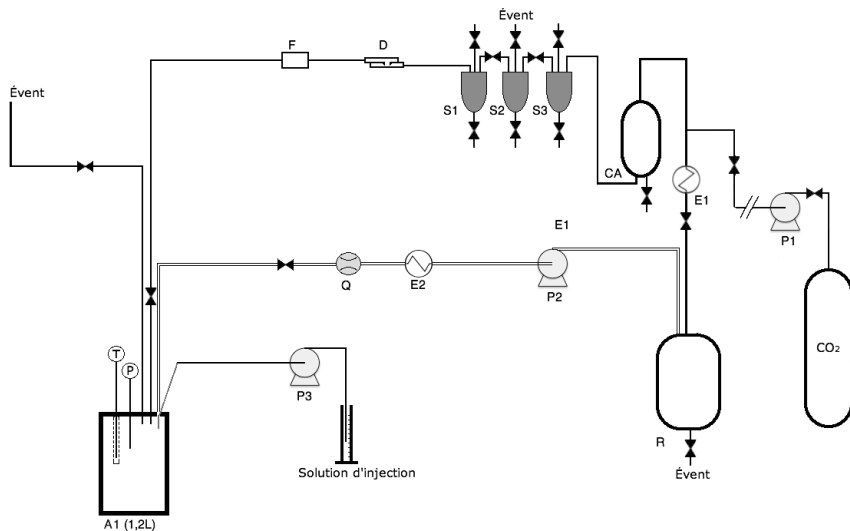 Évent
F
D
Évent
S1
S2
S3
CA
E1
P1
E1
Q
E2
P2
T
P
P3
CO₂
R
Solution d'injection
Évent
A1 (1,2L)